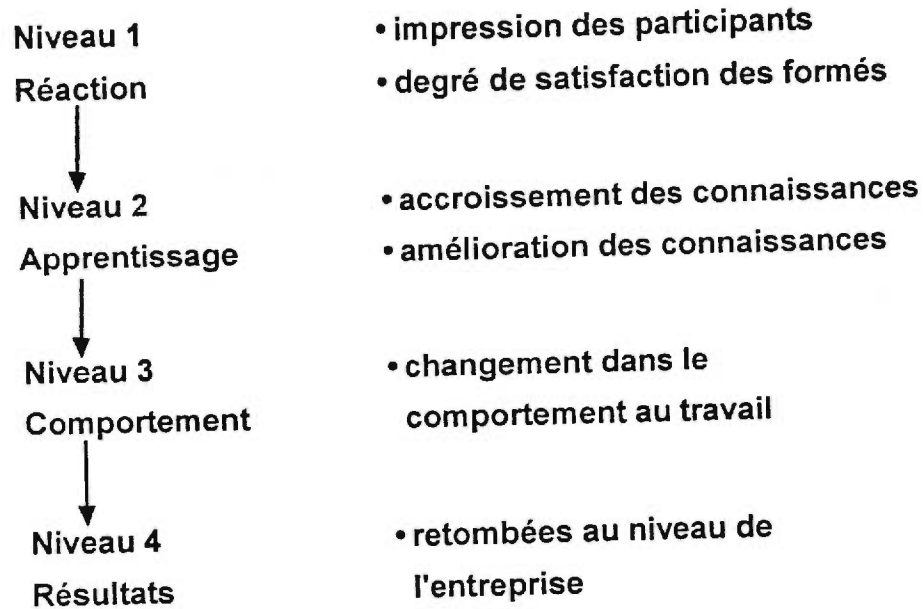 Niveau 1
Réaction
• impression des participants
• degré de satisfaction des formés
Niveau 2
Apprentissage
• accroissement des connaissances
• amélioration des connaissances
Niveau 3
Comportement
• changement dans le
comportement au travail
Niveau 4
Résultats
• retombées au niveau de
l'entreprise